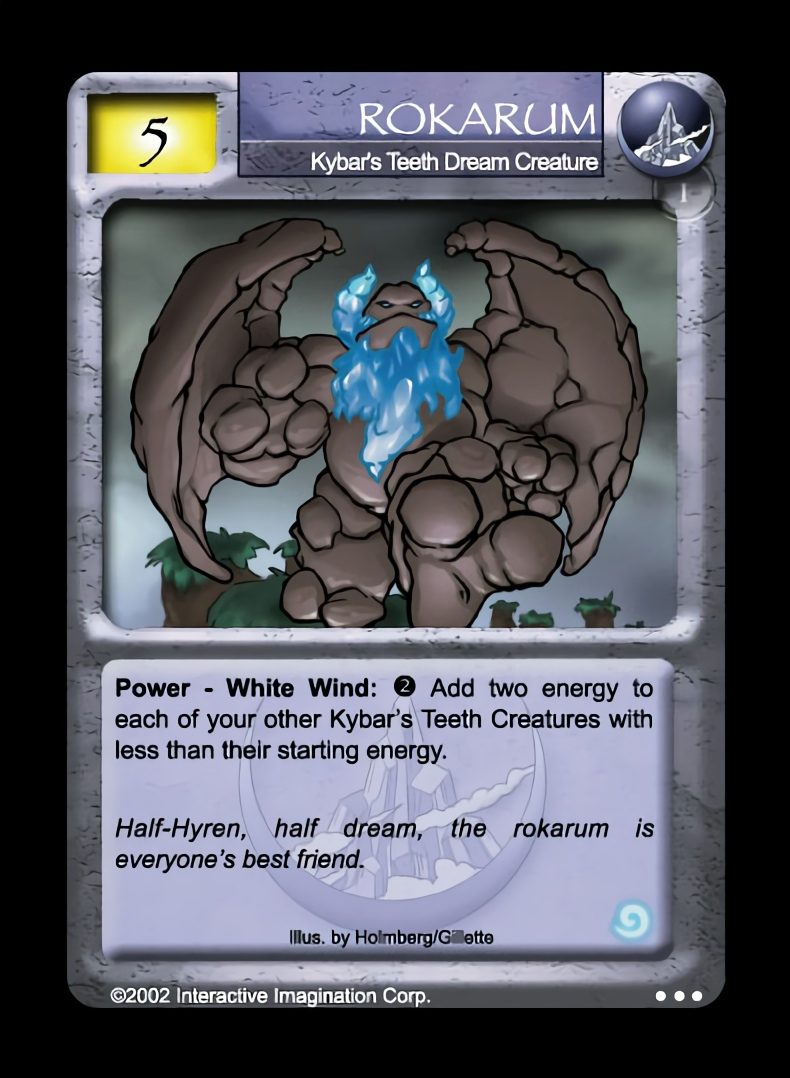 5
ROKARUM
Kybar's Teeth Dream Creature
1
Power - White Wind: ❷ Add two energy to
each of your other Kybar's Teeth Creatures with
less than their starting energy.
Half-Hyren, half dream, the rokarum is
everyone's best friend.
Illus. by Holmberg/
©2002 Interactive Imagination Corp.